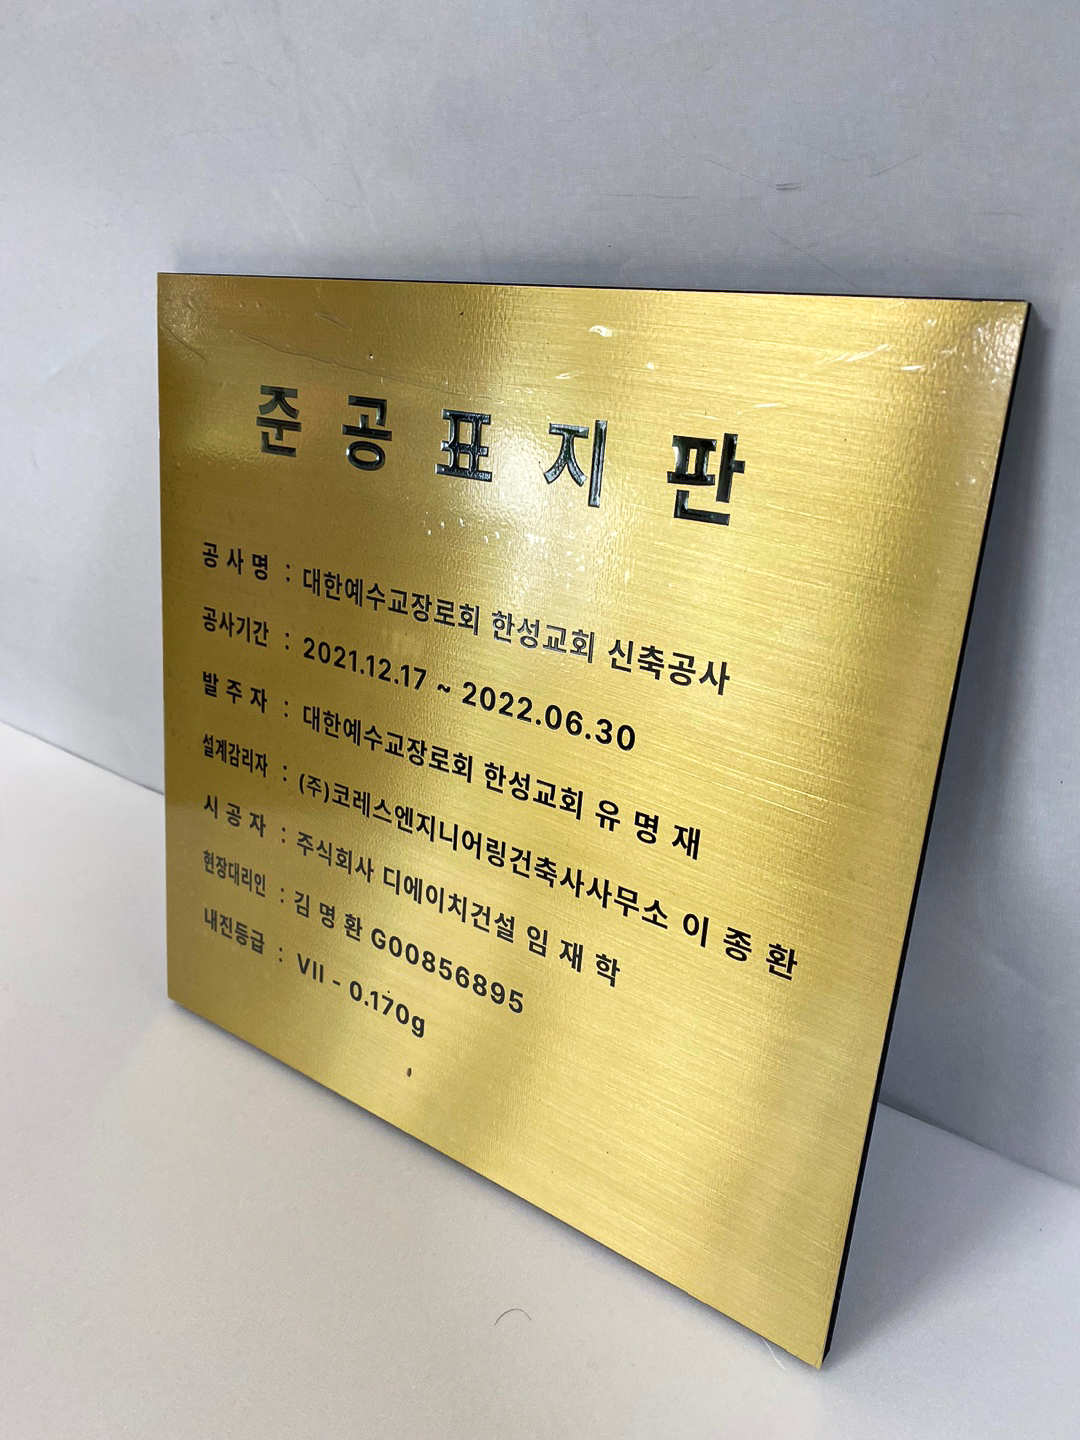 준공표지판
공사명 : 대한예수교장로회 한성교회 신축공사
공사기간 : 2021.12.17 ~ 2022.06.30
발주자 : 대한예수교장로회 한성교회 유명재
설계감리자 : (주)코레스엔지니어링건축사사무소 이종환
시공자 : 주식회사 디에이치건설 임재학
현장대리인 : 김명환 G00856895
내진등급 : VII - 0.170g